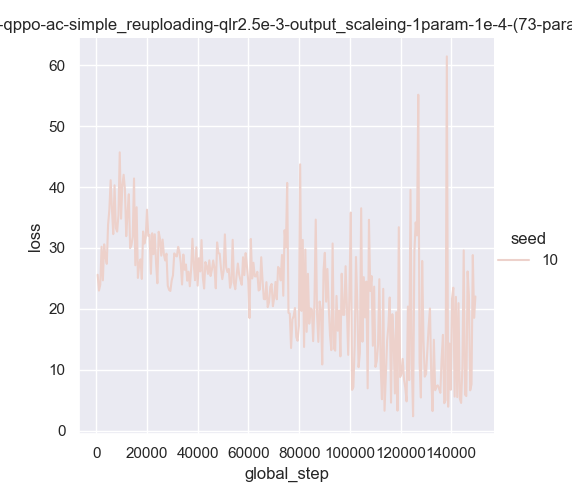 -qppo-ac-simple_reuploading-qlr2.5e-3-output_scaleing-1param-1e-4-(73-para
60
50
40
30
20
10
0
loss
0 20000 40000 60000 80000 100000 120000 140000
global_step
seed
10